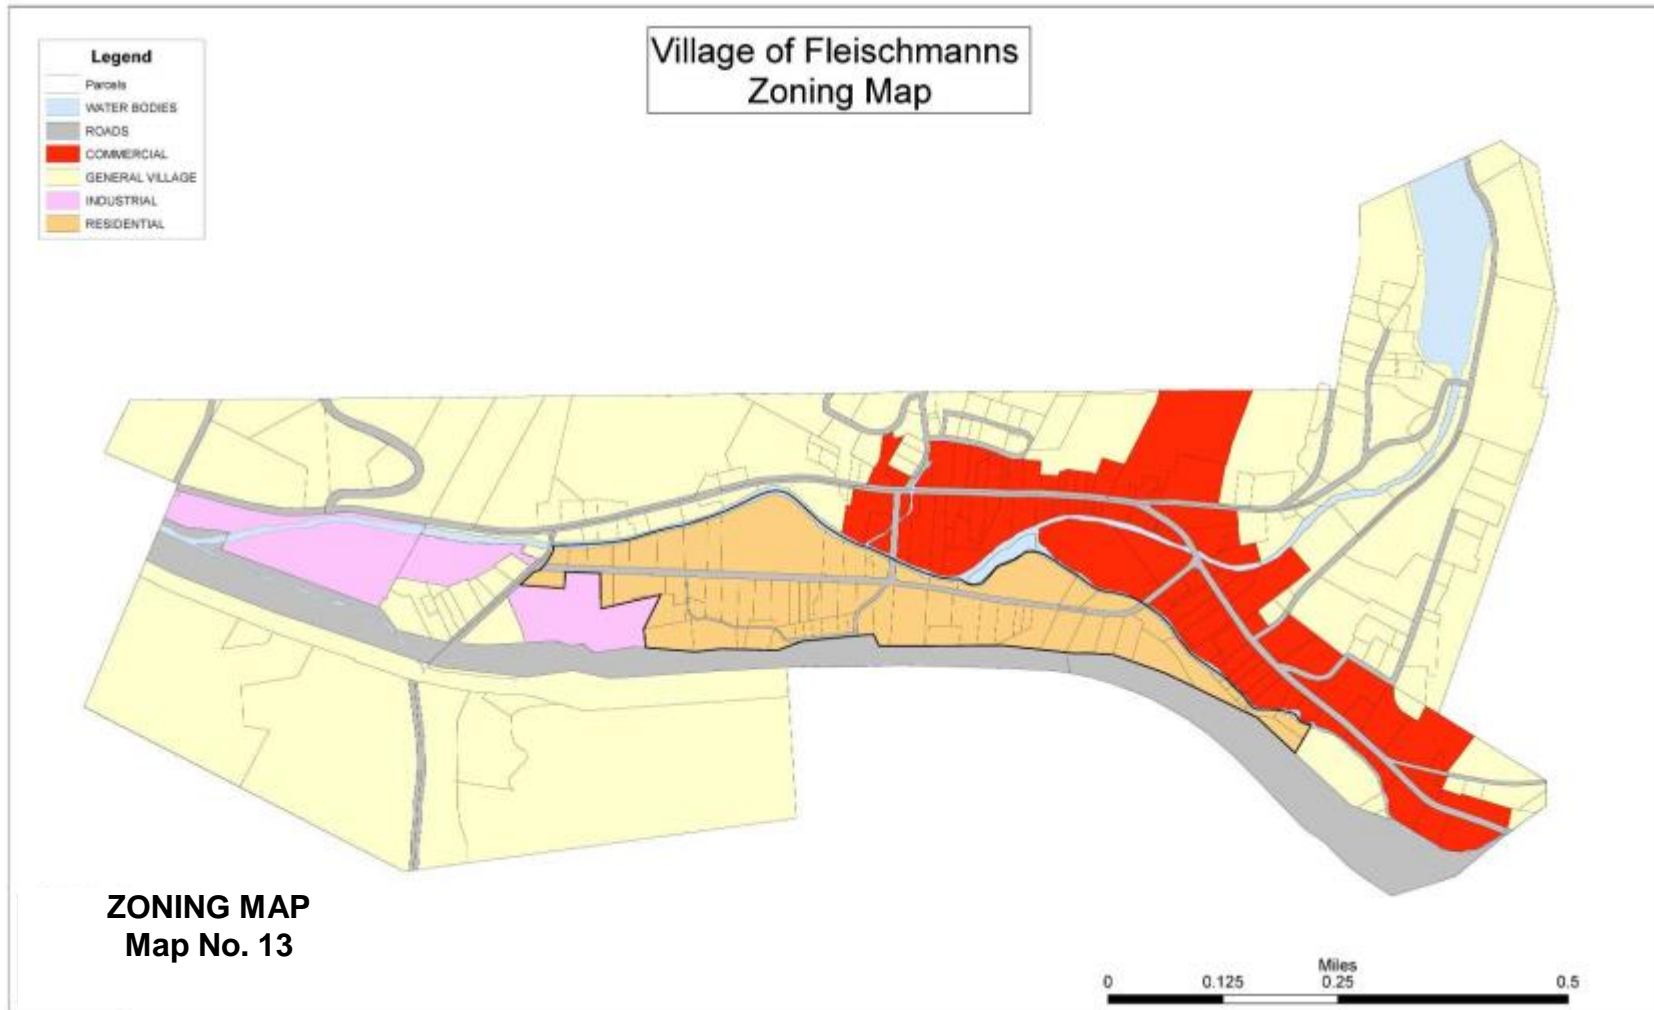 Village of Fleischmanns
Zoning Map
Legend
Parcels
WATER BODIES
ROADS
COMMERCIAL
GENERAL VILLAGE
INDUSTRIAL
RESIDENTIAL
ZONING MAP
Map No. 13
Miles
0 0.125 0.25 0.5